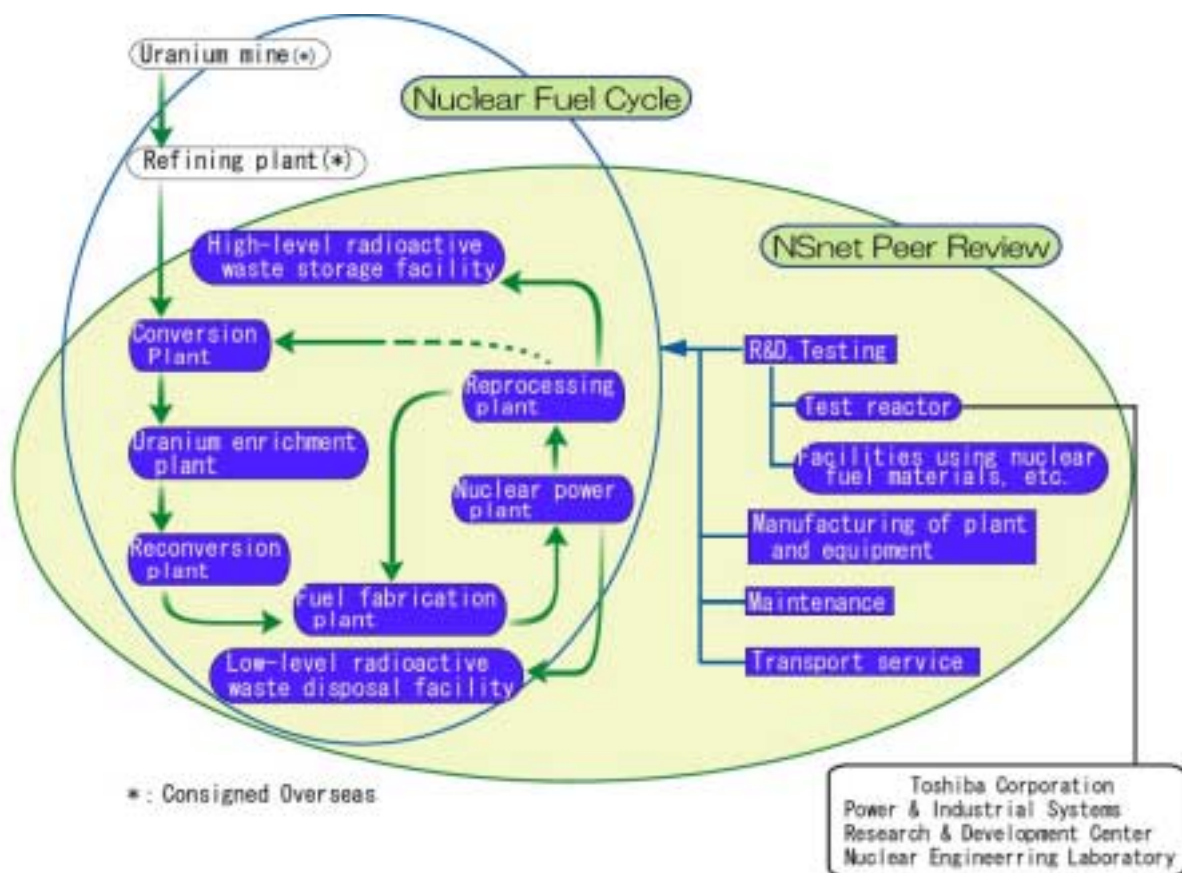 Uranium mine(*)
Nuclear Fuel Cycle
Refining plant(*)
NSnet Peer Review
High-level radioactive
waste storage facility
Conversion
Plant
R&D,Testing
Reprocessing
plant
Test reactor
Uranium enrichment
plant
Facilities using nuclear
fuel materials, etc.
Nuclear power
plant
Manufacturing of plant
and equipment
Reconversion
plant
Fuel fabrication
plant
Maintenance
Low-level radioactive
waste disposal facility
Transport service
*: Consigned Overseas
Toshiba Corporation
Power & Industrial Systems
Research & Development Center
Nuclear Engineerring Laboratory